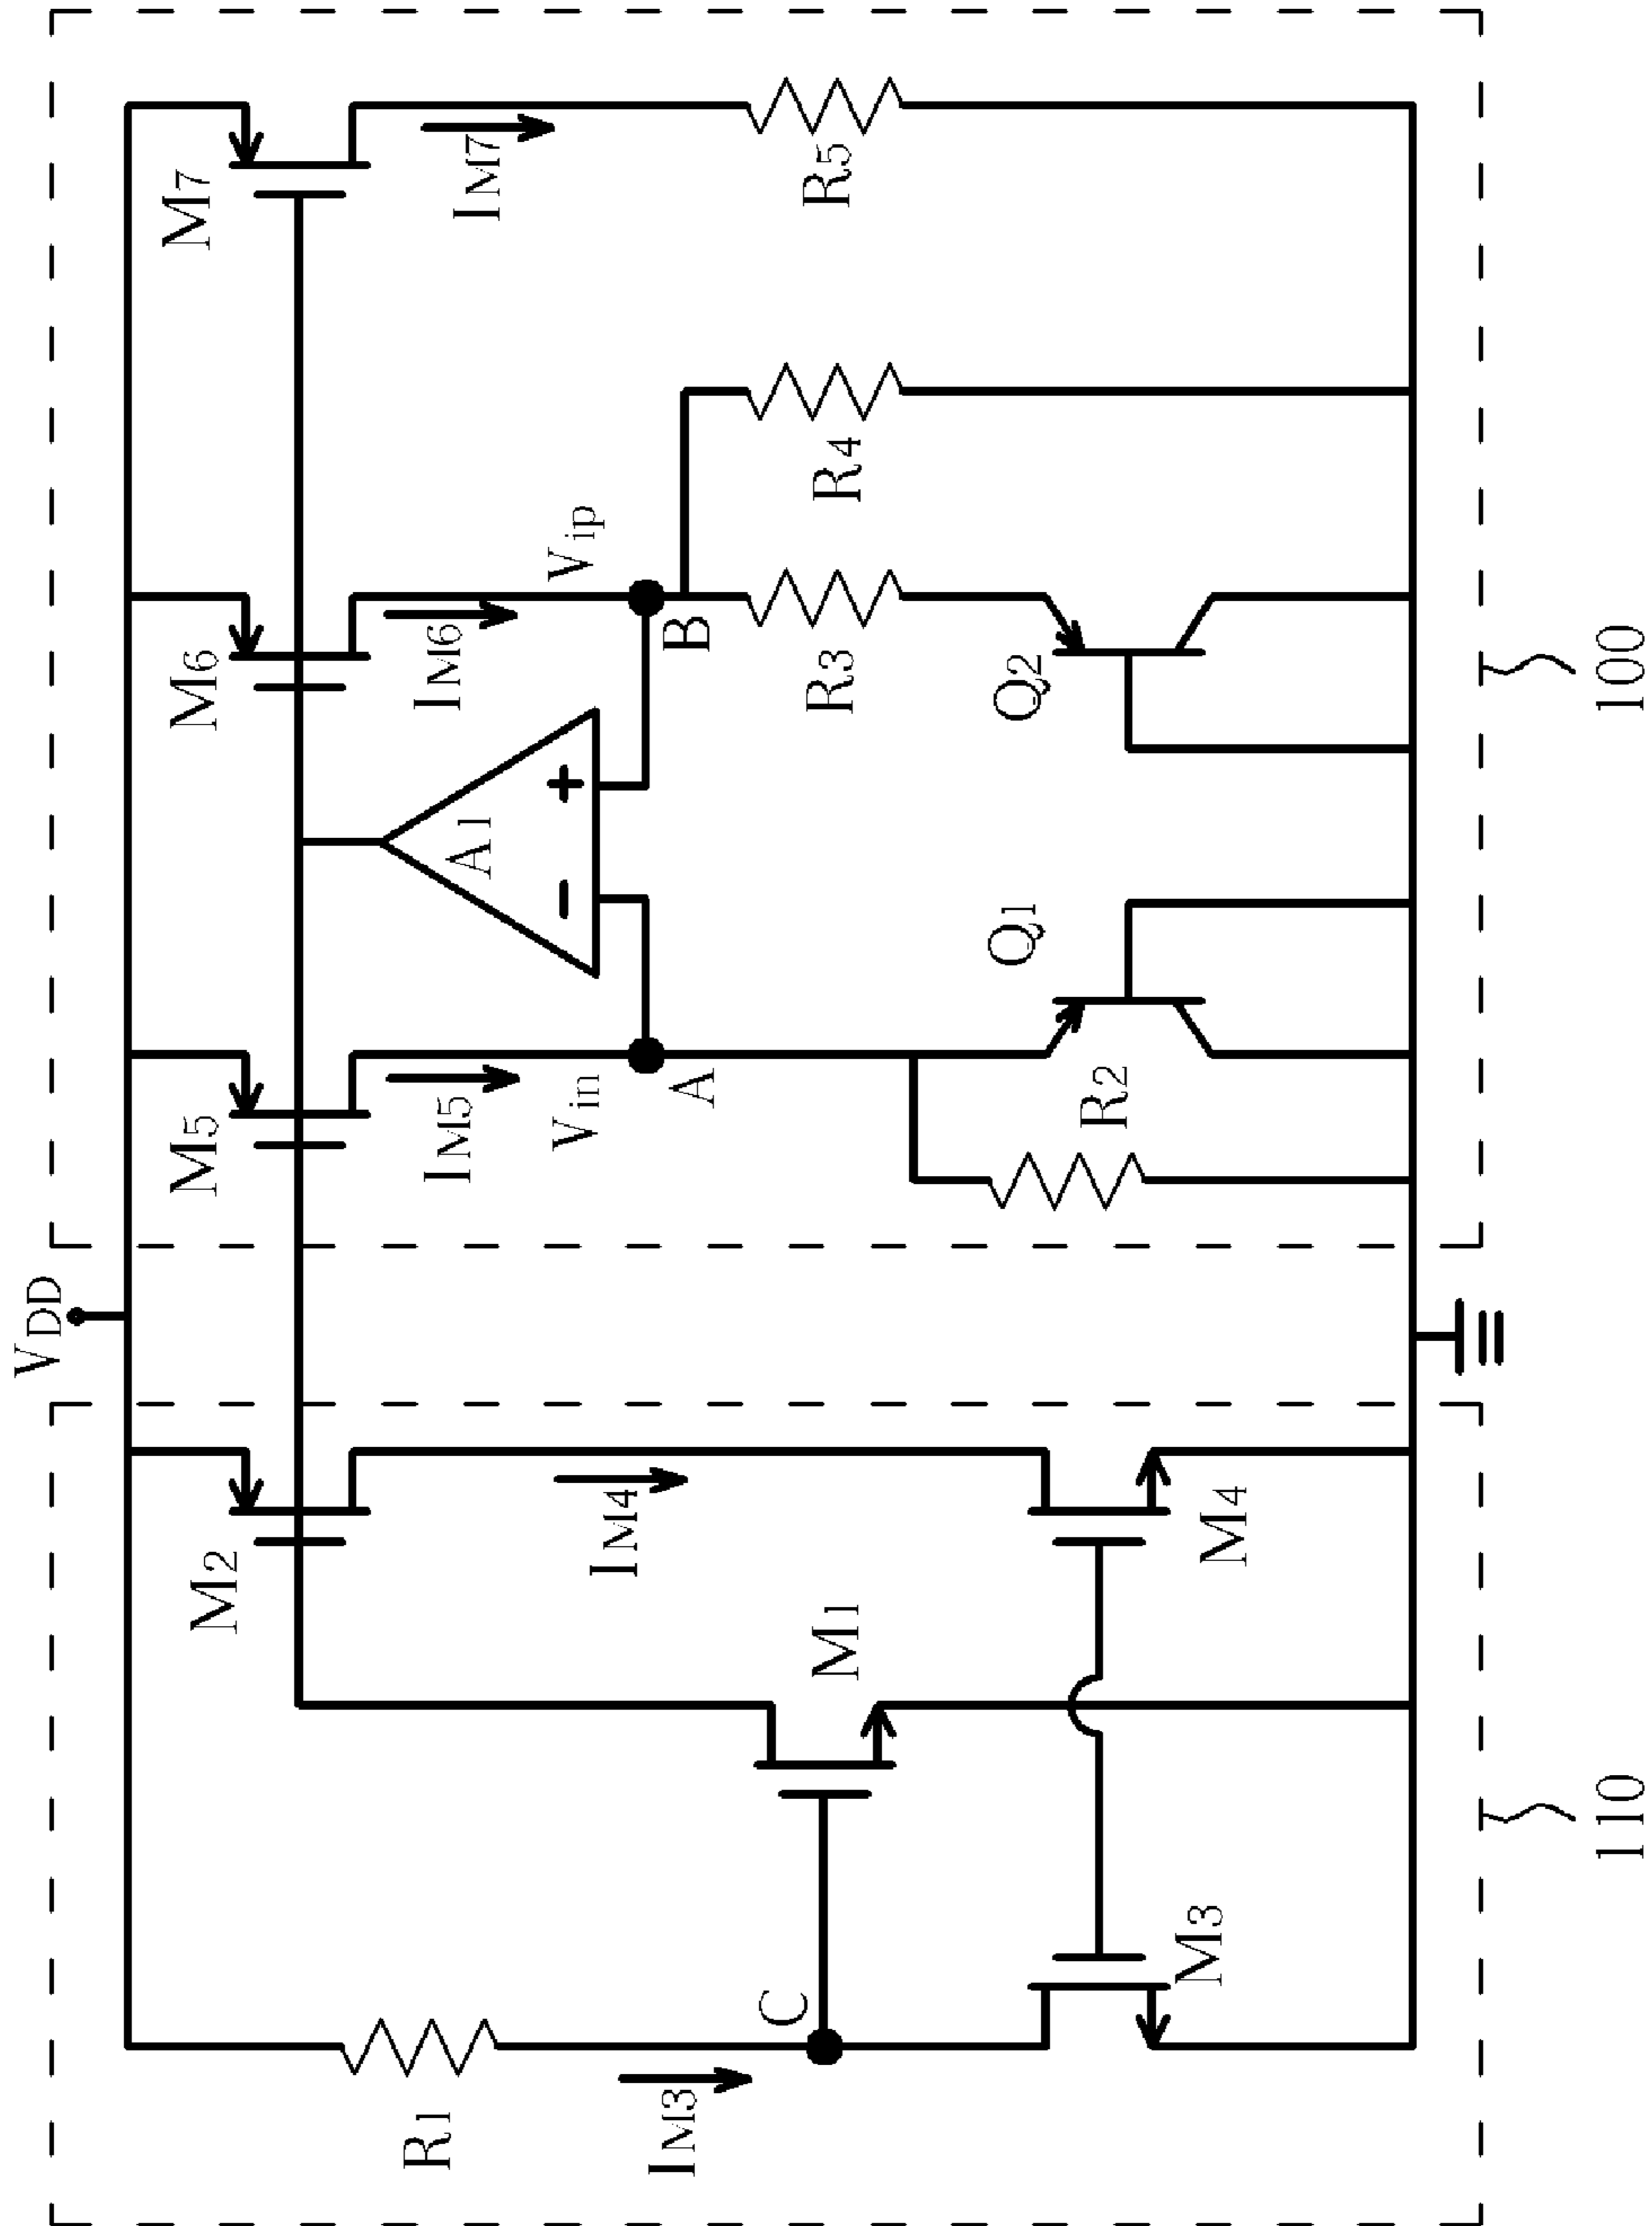 VDD
M2
M5
M6
M7
R1
IM5
A1
IM6
IM7
− +
IM3
IM4
Vin
Vip
A
B
C
M1
R3
R4
R5
Q1
Q2
R2
M3
M4
110
100